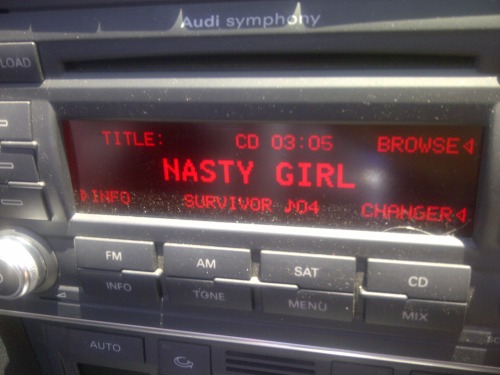 Audi symphony
LOAD
TITLE: CD 03:05 BROWSE
NASTY GIRL
INFO SURVIVOR ♪04 CHANGER
FM AM SAT CD
INFO TONE MENU MIX
AUTO